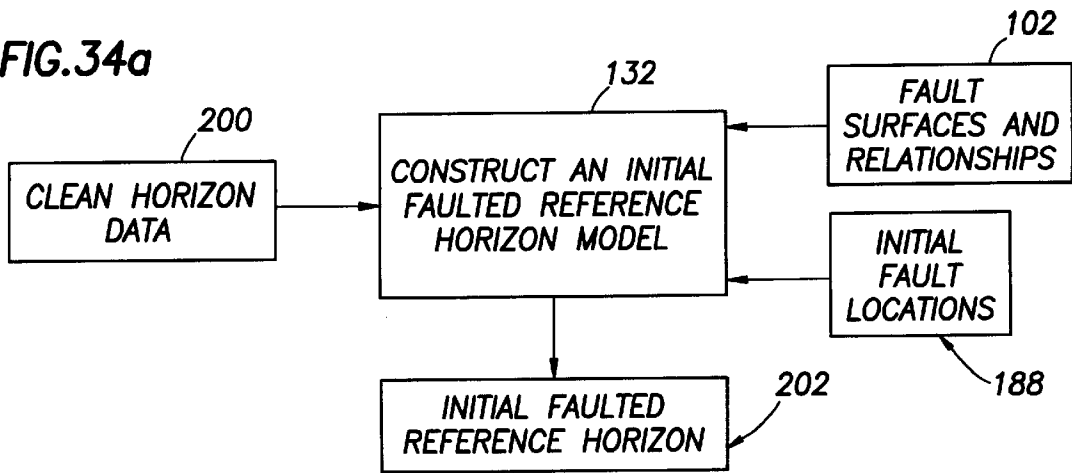 FIG.34a
102
132
200
FAULT
SURFACES AND
RELATIONSHIPS
CLEAN HORIZON
DATA
CONSTRUCT AN INITIAL
FAULTED REFERENCE
HORIZON MODEL
INITIAL
FAULT
LOCATIONS
188
INITIAL FAULTED
REFERENCE HORIZON
202